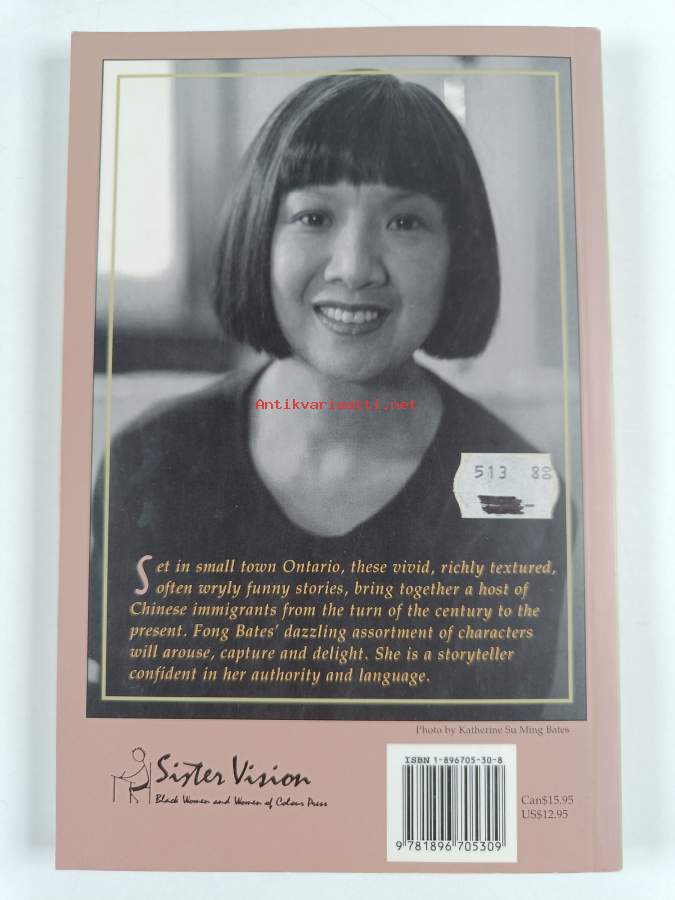 Antikvariaatti.net
513 80
Set in small town Ontario, these vivid, richly textured,
often wryly funny stories, bring together a host of
Chinese immigrants from the turn of the century to the
present. Fong Bates' dazzling assortment of characters
will arouse, capture and delight. She is a storyteller
confident in her authority and language.
Photo by Katherine Su Ming Bates
Sister Vision
Black Women and Women of Colour Press
ISBN 1-896705-30-8
9 781896 705309
Can$15.95
US$12.95